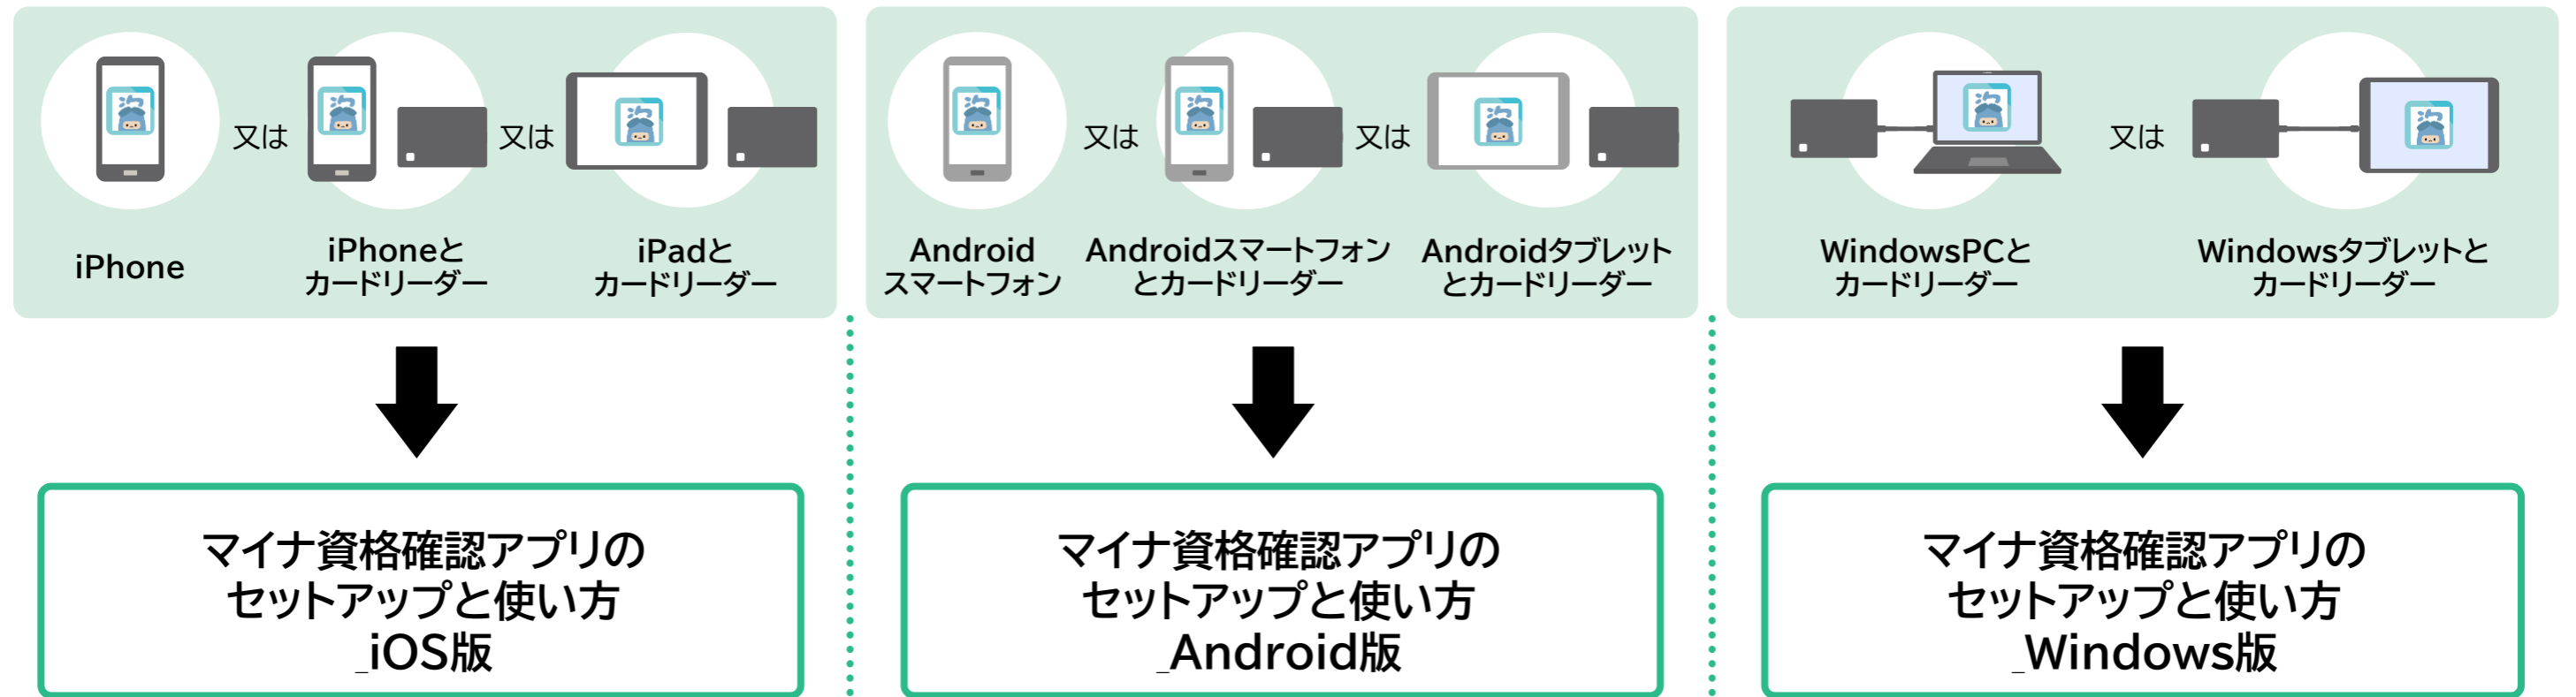 又は
又は
iPhone
iPhoneと
カードリーダー
iPadと
カードリーダー
又は
又は
Android
スマートフォン
Androidスマートフォン
とカードリーダー
Androidタブレット
とカードリーダー
又は
WindowsPCと
カードリーダー
Windowsタブレットと
カードリーダー
マイナ資格確認アプリの
セットアップと使い方
_iOS版
マイナ資格確認アプリの
セットアップと使い方
_Android版
マイナ資格確認アプリの
セットアップと使い方
_Windows版